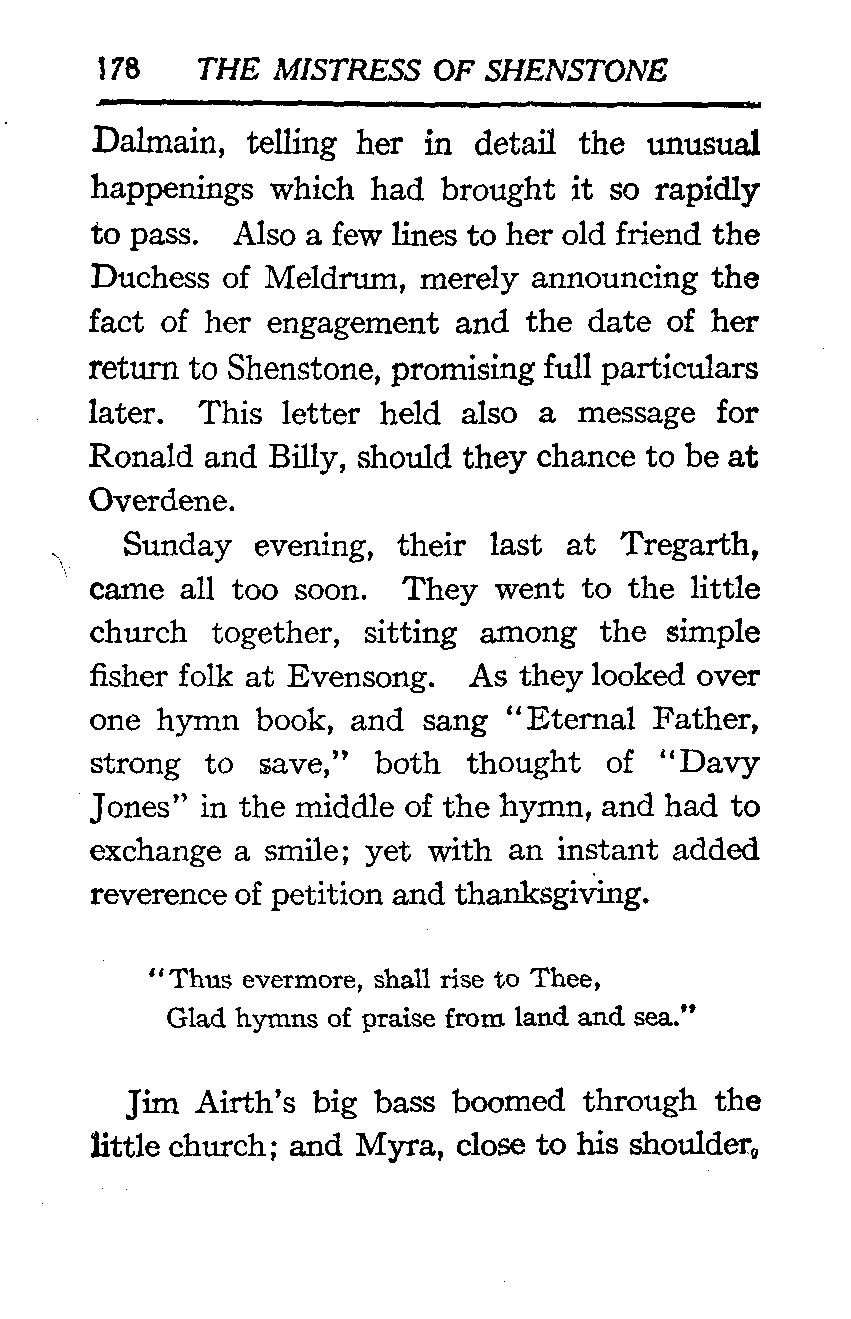 178 THE MISTRESS OF SHENSTONE
Dalmain, telling her in detail the unusual
happenings which had brought it so rapidly
to pass. Also a few lines to her old friend the
Duchess of Meldrum, merely announcing the
fact of her engagement and the date of her
return to Shenstone, promising full particulars
later. This letter held also a message for
Ronald and Billy, should they chance to be at
Overdene.
Sunday evening, their last at Tregarth,
came all too soon. They went to the little
church together, sitting among the simple
fisher folk at Evensong. As they looked over
one hymn book, and sang “Eternal Father,
strong to save,” both thought of “Davy
Jones” in the middle of the hymn, and had to
exchange a smile; yet with an instant added
reverence of petition and thanksgiving.
“Thus evermore, shall rise to Thee,
Glad hymns of praise from land and sea.”
Jim Airth’s big bass boomed through the
little church; and Myra, close to his shoulder,